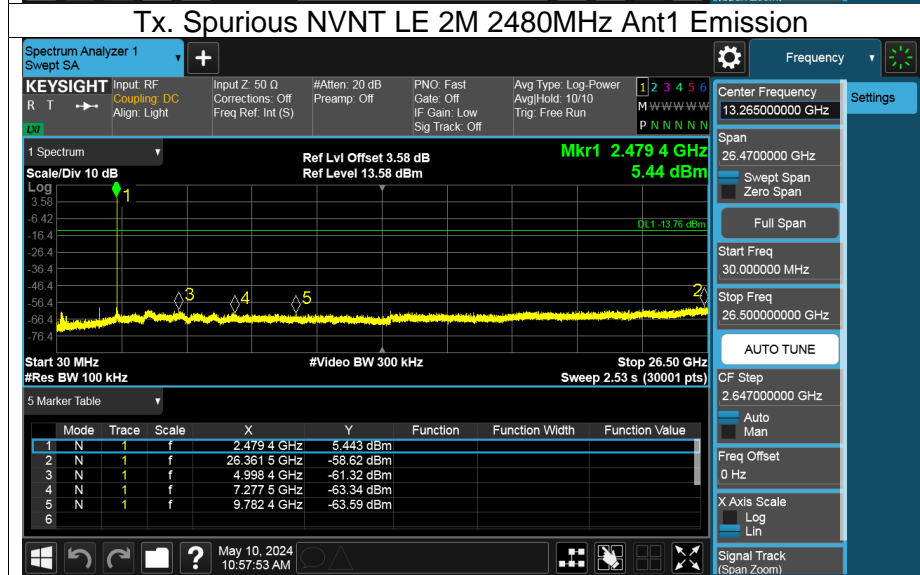 Tx. Spurious NVNT LE 2M 2480MHz Ant1 Emission
Spectrum Analyzer 1
Swept SA
+
Frequency
KEYSIGHT
R T
LXI
Input: RF
Coupling: DC
Align: Light
Input Z: 50 Ω
Corrections: Off
Freq Ref: Int (S)
#Atten: 20 dB
Preamp: Off
PNO: Fast
Gate: Off
IF Gain: Low
Sig Track: Off
Avg Type: Log-Power
Avg|Hold: 10/10
Trig: Free Run
1 2 3 4 5 6
M W W W W W
P N N N N N
Center Frequency
13.265000000 GHz
Settings
Span
26.4700000 GHz
Swept Span
Zero Span
Full Span
Start Freq
30.000000 MHz
Stop Freq
26.500000000 GHz
AUTO TUNE
CF Step
2.647000000 GHz
Auto
Man
Freq Offset
0 Hz
X Axis Scale
Log
Lin
Signal Track
(Span Zoom)
1 Spectrum
Scale/Div 10 dB
Ref Lvl Offset 3.58 dB
Ref Level 13.58 dBm
Mkr1 2.479 4 GHz
5.44 dBm
Log
3.58
-6.42
-16.4
-26.4
-36.4
-46.4
-56.4
-66.4
-76.4
DL1 -13.76 dBm
1
3
4
5
2
Start 30 MHz
#Video BW 300 kHz
Stop 26.50 GHz
#Res BW 100 kHz
Sweep 2.53 s (30001 pts)
5 Marker Table
Mode Trace Scale X Y Function Function Width Function Value
1 N 1 f 2.479 4 GHz 5.443 dBm
2 N 1 f 26.361 5 GHz -58.62 dBm
3 N 1 f 4.998 4 GHz -61.32 dBm
4 N 1 f 7.277 5 GHz -63.34 dBm
5 N 1 f 9.782 4 GHz -63.59 dBm
6
?
May 10, 2024
10:57:53 AM